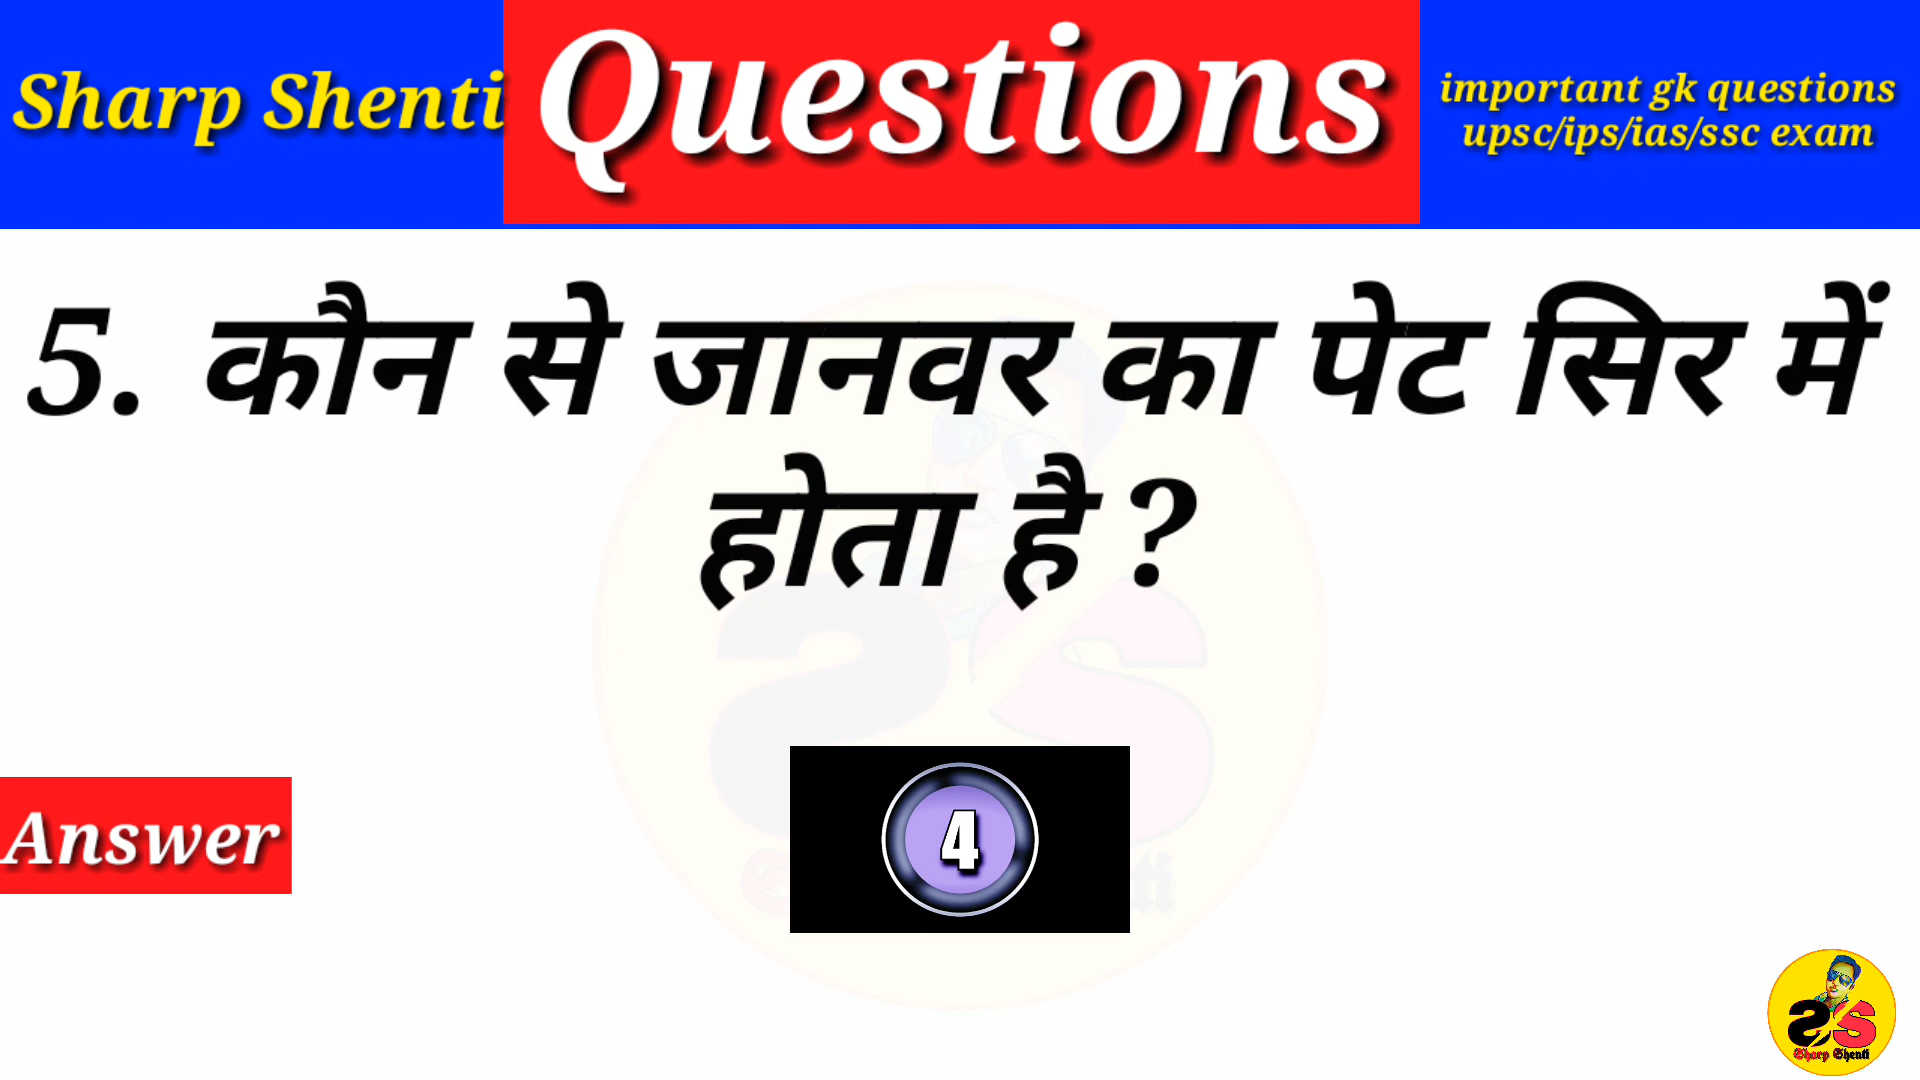 Sharp Shenti
Questions
important gk questions
upsc/ips/ias/ssc exam
5. कौन से जानवर का पेट सिर में
होता है ?
Answer
4
Sharp Shenti